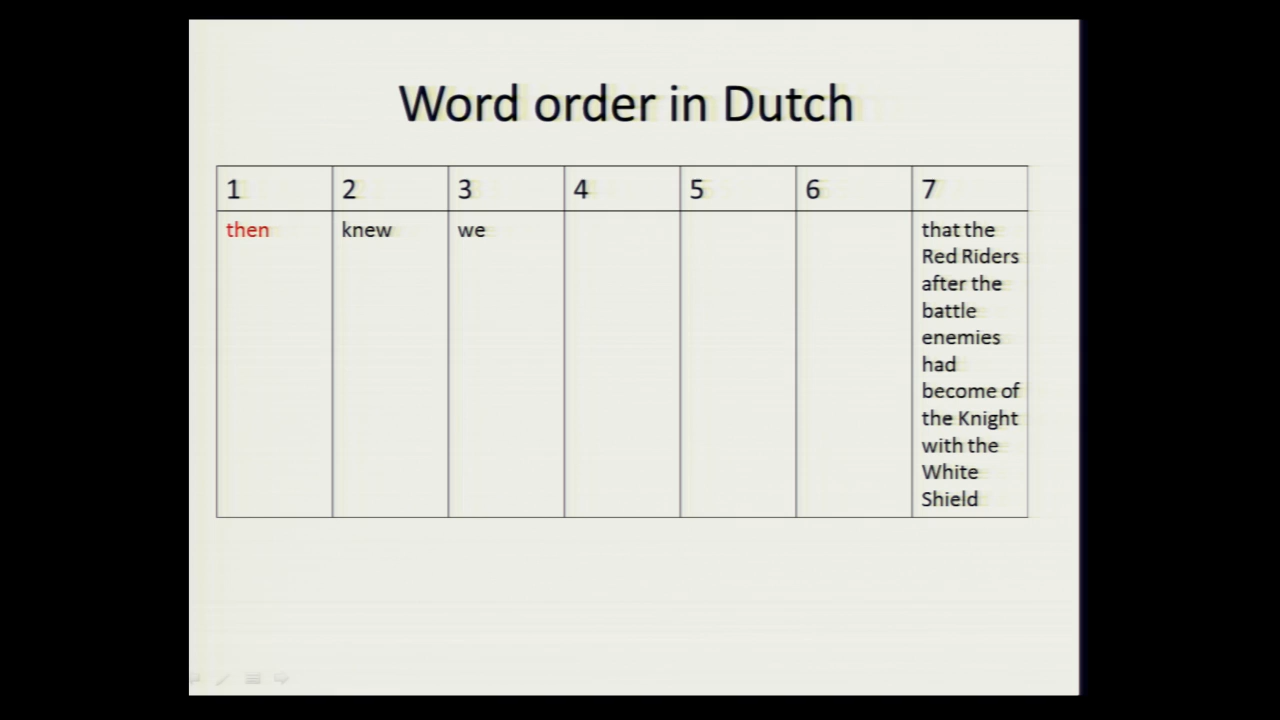 Word order in Dutch
1 2 3 4 5 6 7
then knew we that the
Red Riders
after the
battle
enemies
had
become of
the Knight
with the
White
Shield